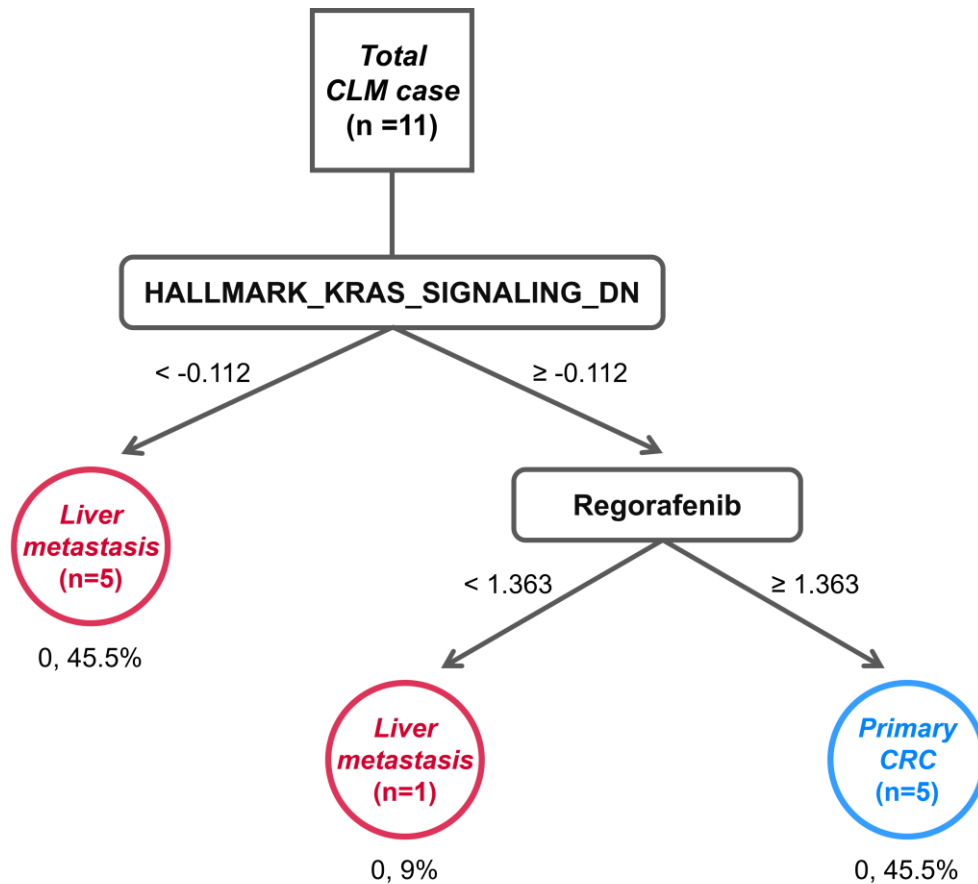 Total
CLM case
(n =11)
HALLMARK_KRAS_SIGNALING_DN
< -0.112
≥ -0.112
Liver
metastasis
(n=5)
0, 45.5%
Regorafenib
< 1.363
≥ 1.363
Liver
metastasis
(n=1)
0, 9%
Primary
CRC
(n=5)
0, 45.5%